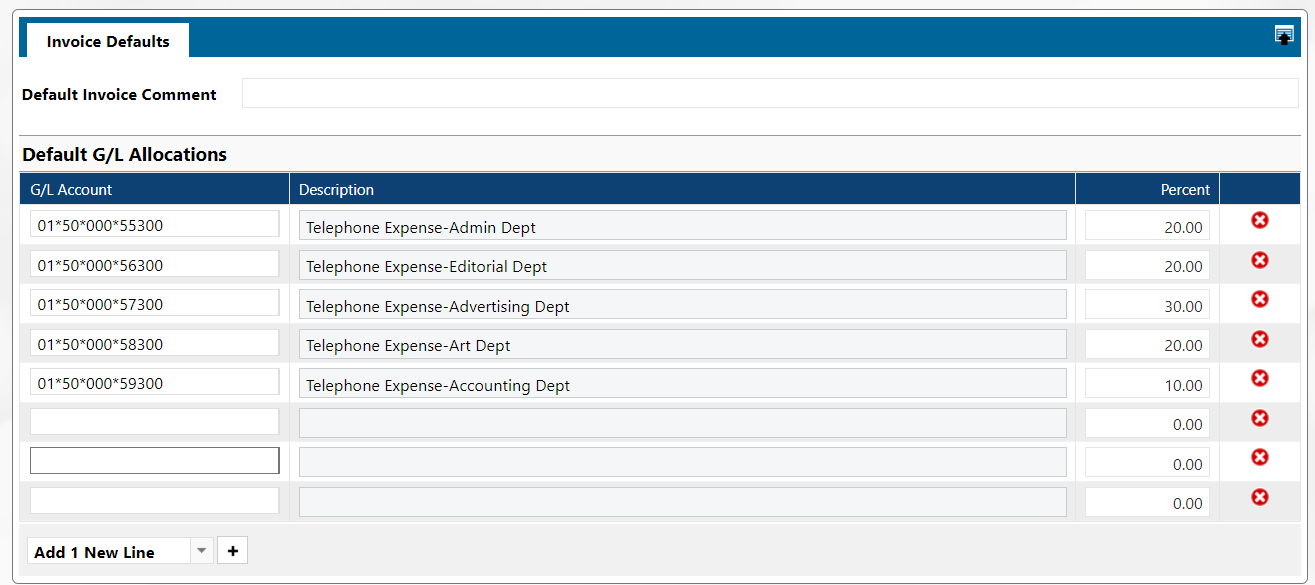 Invoice Defaults
Default Invoice Comment
Default G/L Allocations
G/L Account Description Percent
01*50*000*55300 Telephone Expense-Admin Dept 20.00
01*50*000*56300 Telephone Expense-Editorial Dept 20.00
01*50*000*57300 Telephone Expense-Advertising Dept 30.00
01*50*000*58300 Telephone Expense-Art Dept 20.00
01*50*000*59300 Telephone Expense-Accounting Dept 10.00
0.00
0.00
0.00
Add 1 New Line +